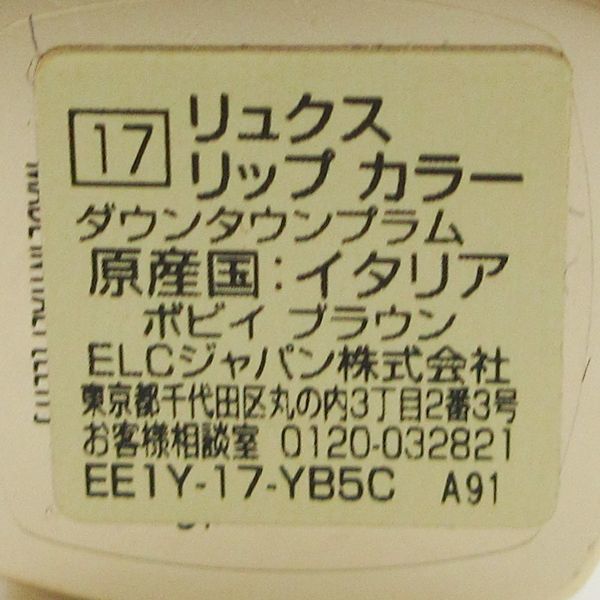 17 リュクス
リップ カラー
ダウンタウンプラム
原産国:イタリア
ボビイ ブラウン
ELCジャパン株式会社
東京都千代田区丸の内3丁目2番3号
お客様相談室 0120-032821
EE1Y-17-YB5C A91